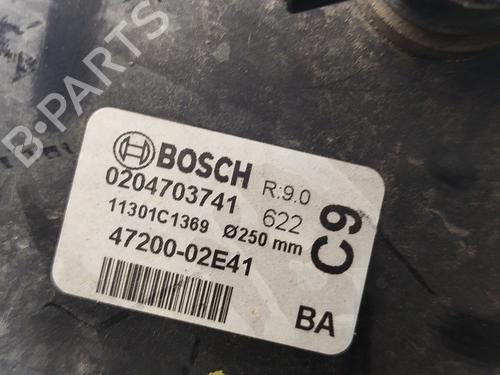 B-PARTS
BOSCH R:9.0
0204703741 622
11301C1369 Ø250 mm
47200-02E41
C9
BA